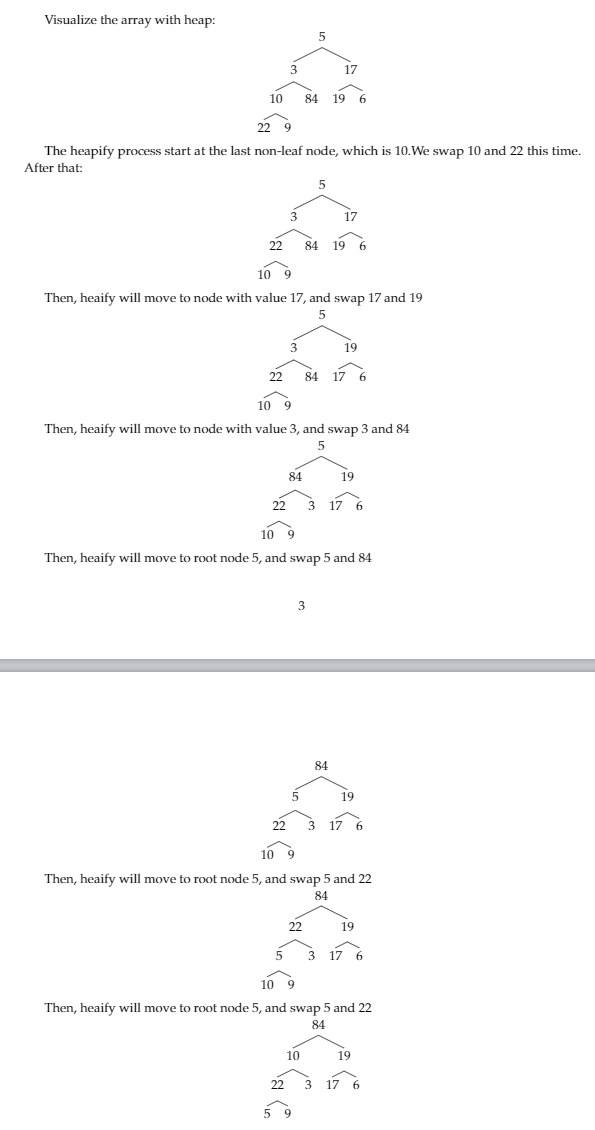 Visualize the array with heap:
5
3 17
10 84 19 6
22 9
The heapify process start at the last non-leaf node, which is 10.We swap 10 and 22 this time.
After that:
5
3 17
22 84 19 6
10 9
Then, heaify will move to node with value 17, and swap 17 and 19
5
3 19
22 84 17 6
10 9
Then, heaify will move to node with value 3, and swap 3 and 84
5
84 19
22 3 17 6
10 9
Then, heaify will move to root node 5, and swap 5 and 84
3
84
5 19
22 3 17 6
10 9
Then, heaify will move to root node 5, and swap 5 and 22
84
22 19
5 3 17 6
10 9
Then, heaify will move to root node 5, and swap 5 and 22
84
10 19
22 3 17 6
5 9